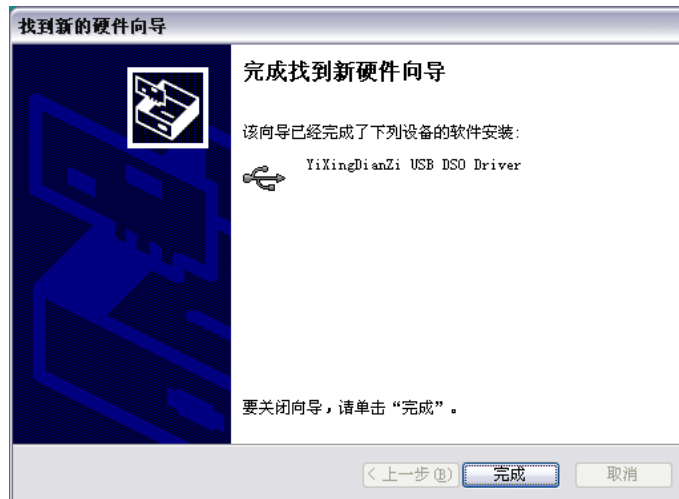 找到新的硬件向导
完成找到新硬件向导
该向导已经完成了下列设备的软件安装:
YiXingDianZi USB DSO Driver
要关闭向导，请单击“完成”。
< 上一步(B) 完成 取消